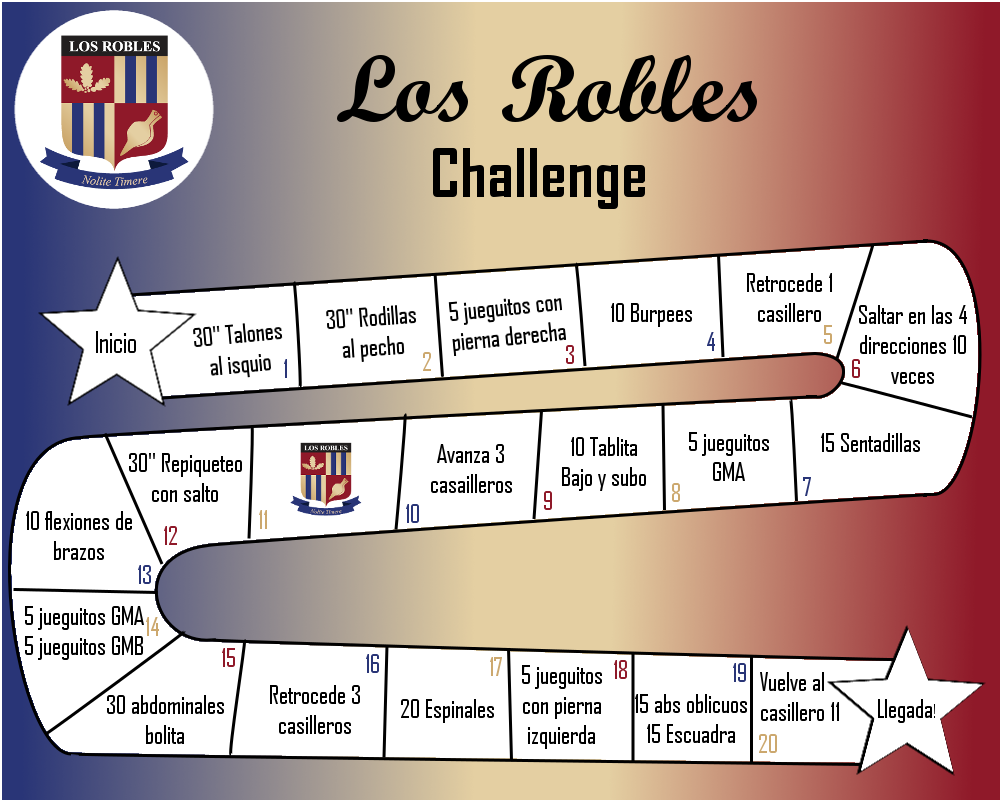 LOS ROBLES
Nolite Timere
Los Robles
Challenge
Inicio
30" Talones
al isquio
1
30" Rodillas
al pecho
2
5 jueguitos con
pierna derecha
3
10 Burpees
4
Retrocede 1
casillero
5
Saltar en las 4
direcciones 10
veces
6
15 Sentadillas
7
5 jueguitos
GMA
8
10 Tablita
Bajo y subo
9
Avanza 3
casailleros
10
LOS ROBLES
Nolite Timere
11
30" Repiqueteo
con salto
12
10 flexiones de
brazos
13
5 jueguitos GMA
5 jueguitos GMB
14
15
30 abdominales
bolita
16
Retrocede 3
casilleros
17
20 Espinales
18
5 jueguitos
con pierna
izquierda
19
15 abs oblicuos
15 Escuadra
Vuelve al
casillero 11
20
Llegada!